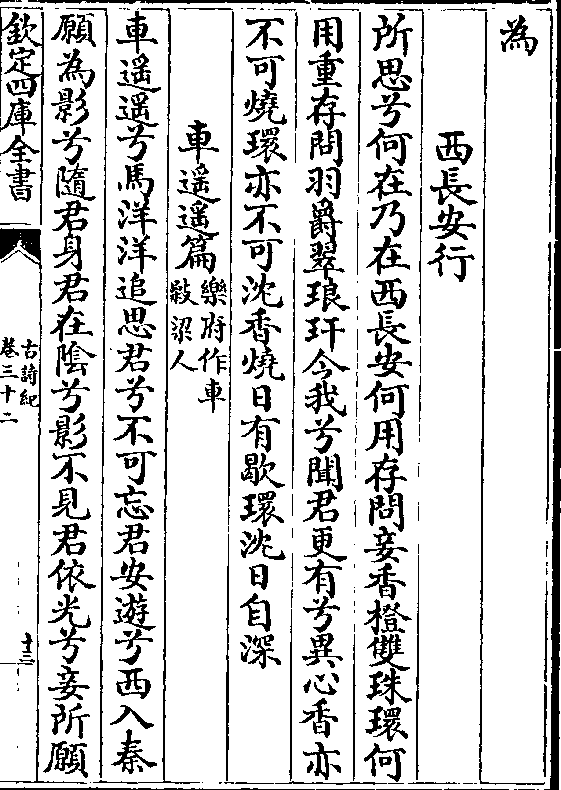 為
西長安行
所思兮何在乃在西長安何用存問妾香橙雙珠環何
用重存問羽爵翠琅玕今我兮聞君更有兮異心香亦
不可燒環亦不可沈香燒日有歇環沈日自深
車遥遥篇樂府作車
㪇梁人
車遥遥兮馬洋洋追思君兮不可忘君安遊兮西入秦
願為影兮隨君身君在陰兮影不見君依光兮妾所願
欽定四庫全書
古詩紀
卷三十二
十三